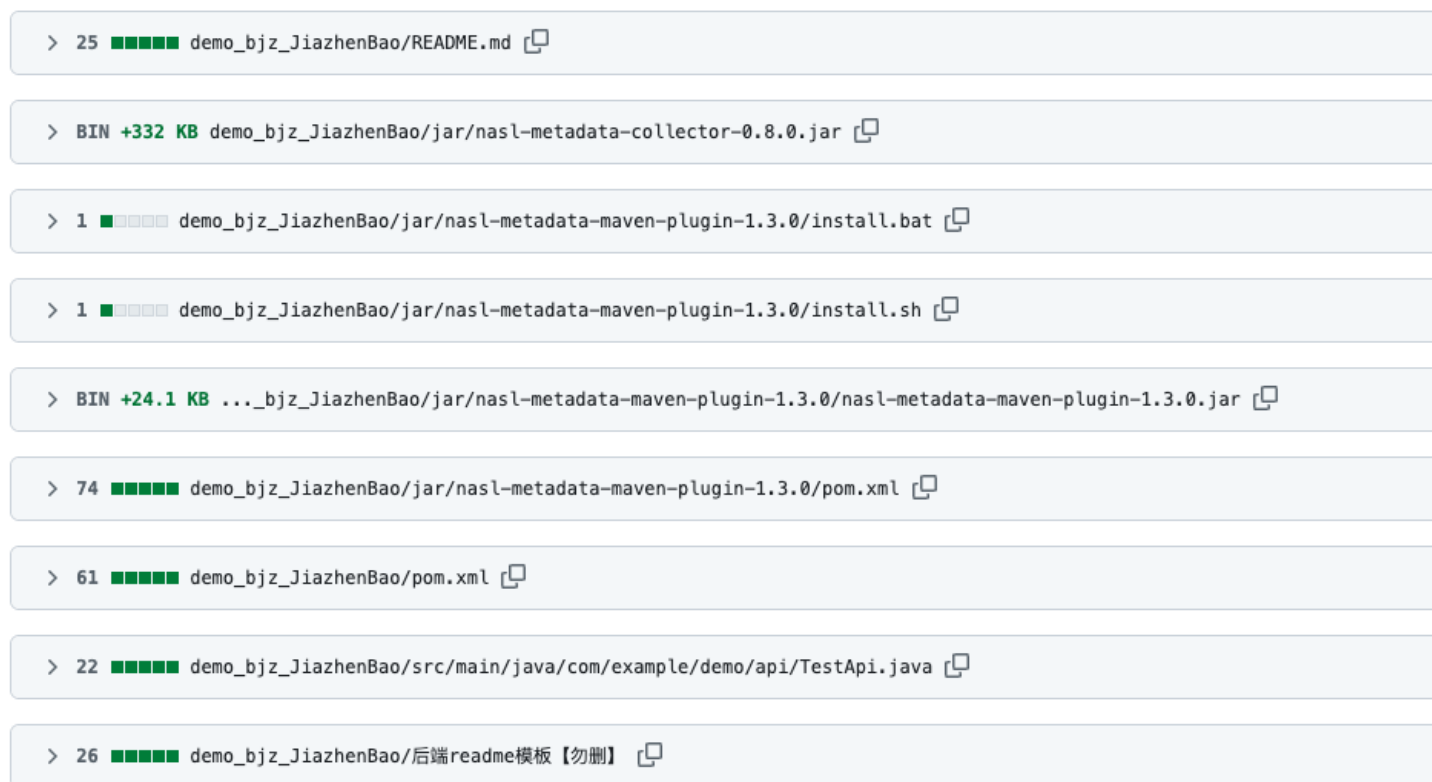 25 demo_bjz_JiazhenBao/README.md
BIN +332 KB demo_bjz_JiazhenBao/jar/nasl-metadata-collector-0.8.0.jar
1 demo_bjz_JiazhenBao/jar/nasl-metadata-maven-plugin-1.3.0/install.bat
1 demo_bjz_JiazhenBao/jar/nasl-metadata-maven-plugin-1.3.0/install.sh
BIN +24.1 KB ..._bjz_JiazhenBao/jar/nasl-metadata-maven-plugin-1.3.0/nasl-metadata-maven-plugin-1.3.0.jar
74 demo_bjz_JiazhenBao/jar/nasl-metadata-maven-plugin-1.3.0/pom.xml
61 demo_bjz_JiazhenBao/pom.xml
22 demo_bjz_JiazhenBao/src/main/java/com/example/demo/api/TestApi.java
26 demo_bjz_JiazhenBao/后端readme模板【勿删】